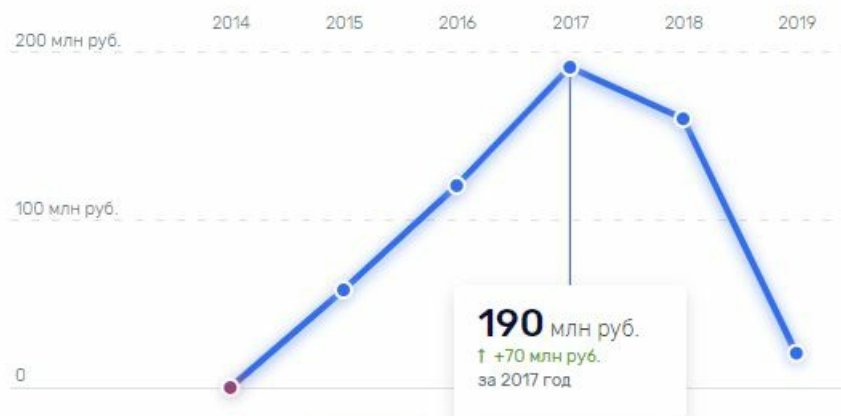 2014 2015 2016 2017 2018 2019
200 млн руб.
100 млн руб.
190 млн руб.
↑ +70 млн руб.
за 2017 год
0